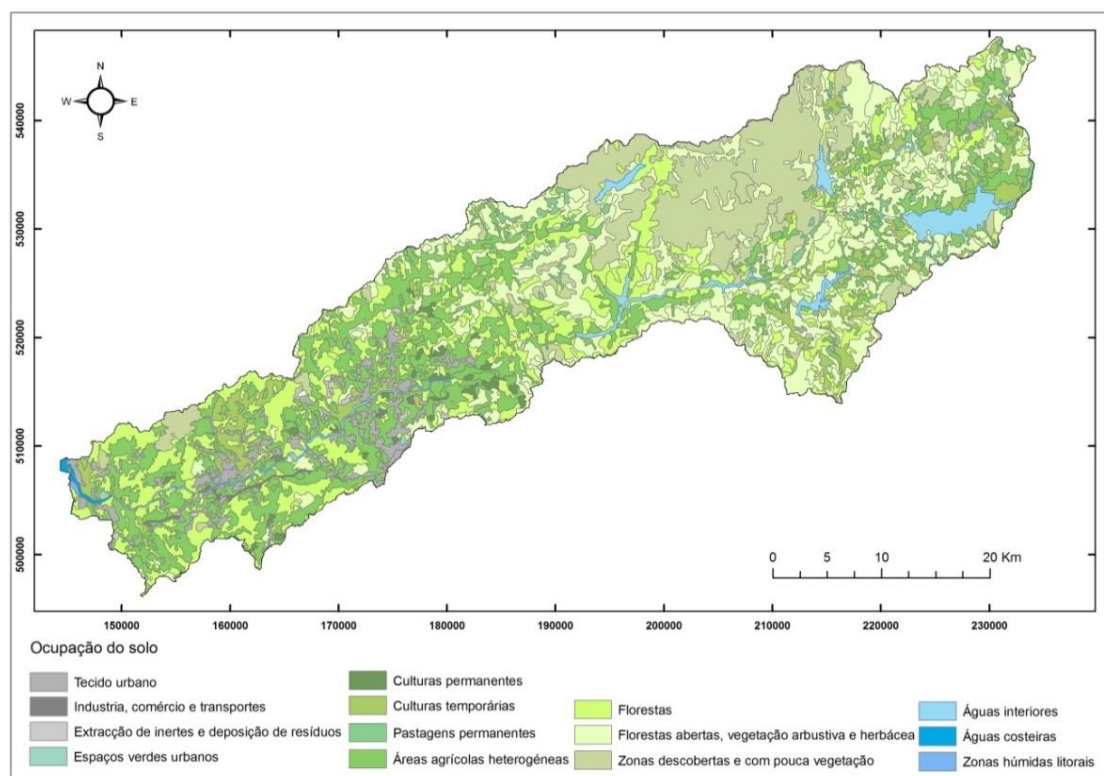 N
W E
S
540000
530000
520000
510000
500000
0 5 10 20 Km
150000 160000 170000 180000 190000 200000 210000 220000 230000
Ocupação do solo
Tecido urbano
Industria, comércio e transportes
Extracção de inertes e deposição de resíduos
Espaços verdes urbanos
Culturas permanentes
Culturas temporárias
Pastagens permanentes
Áreas agrícolas heterogéneas
Florestas
Florestas abertas, vegetação arbustiva e herbácea
Zonas descobertas e com pouca vegetação
Águas interiores
Águas costeiras
Zonas húmidas litorais